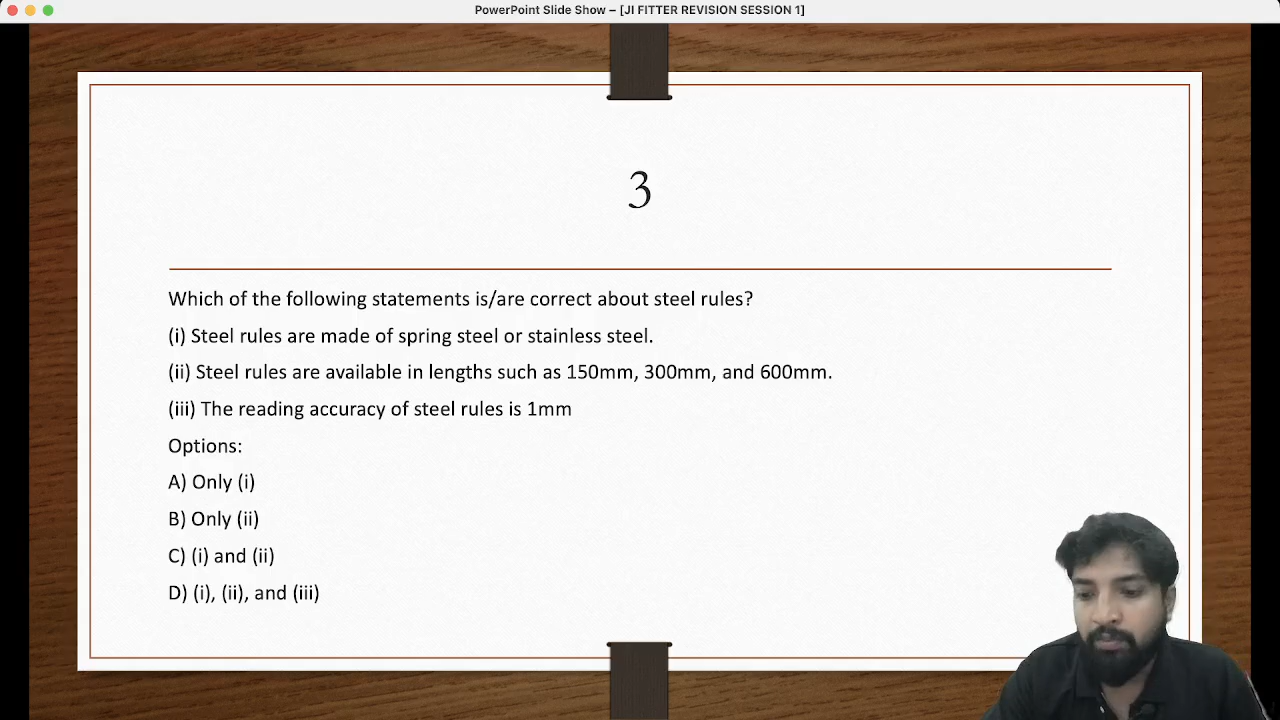 PowerPoint Slide Show – [JI FITTER REVISION SESSION 1]
3
Which of the following statements is/are correct about steel rules?
(i) Steel rules are made of spring steel or stainless steel.
(ii) Steel rules are available in lengths such as 150mm, 300mm, and 600mm.
(iii) The reading accuracy of steel rules is 1mm
Options:
A) Only (i)
B) Only (ii)
C) (i) and (ii)
D) (i), (ii), and (iii)